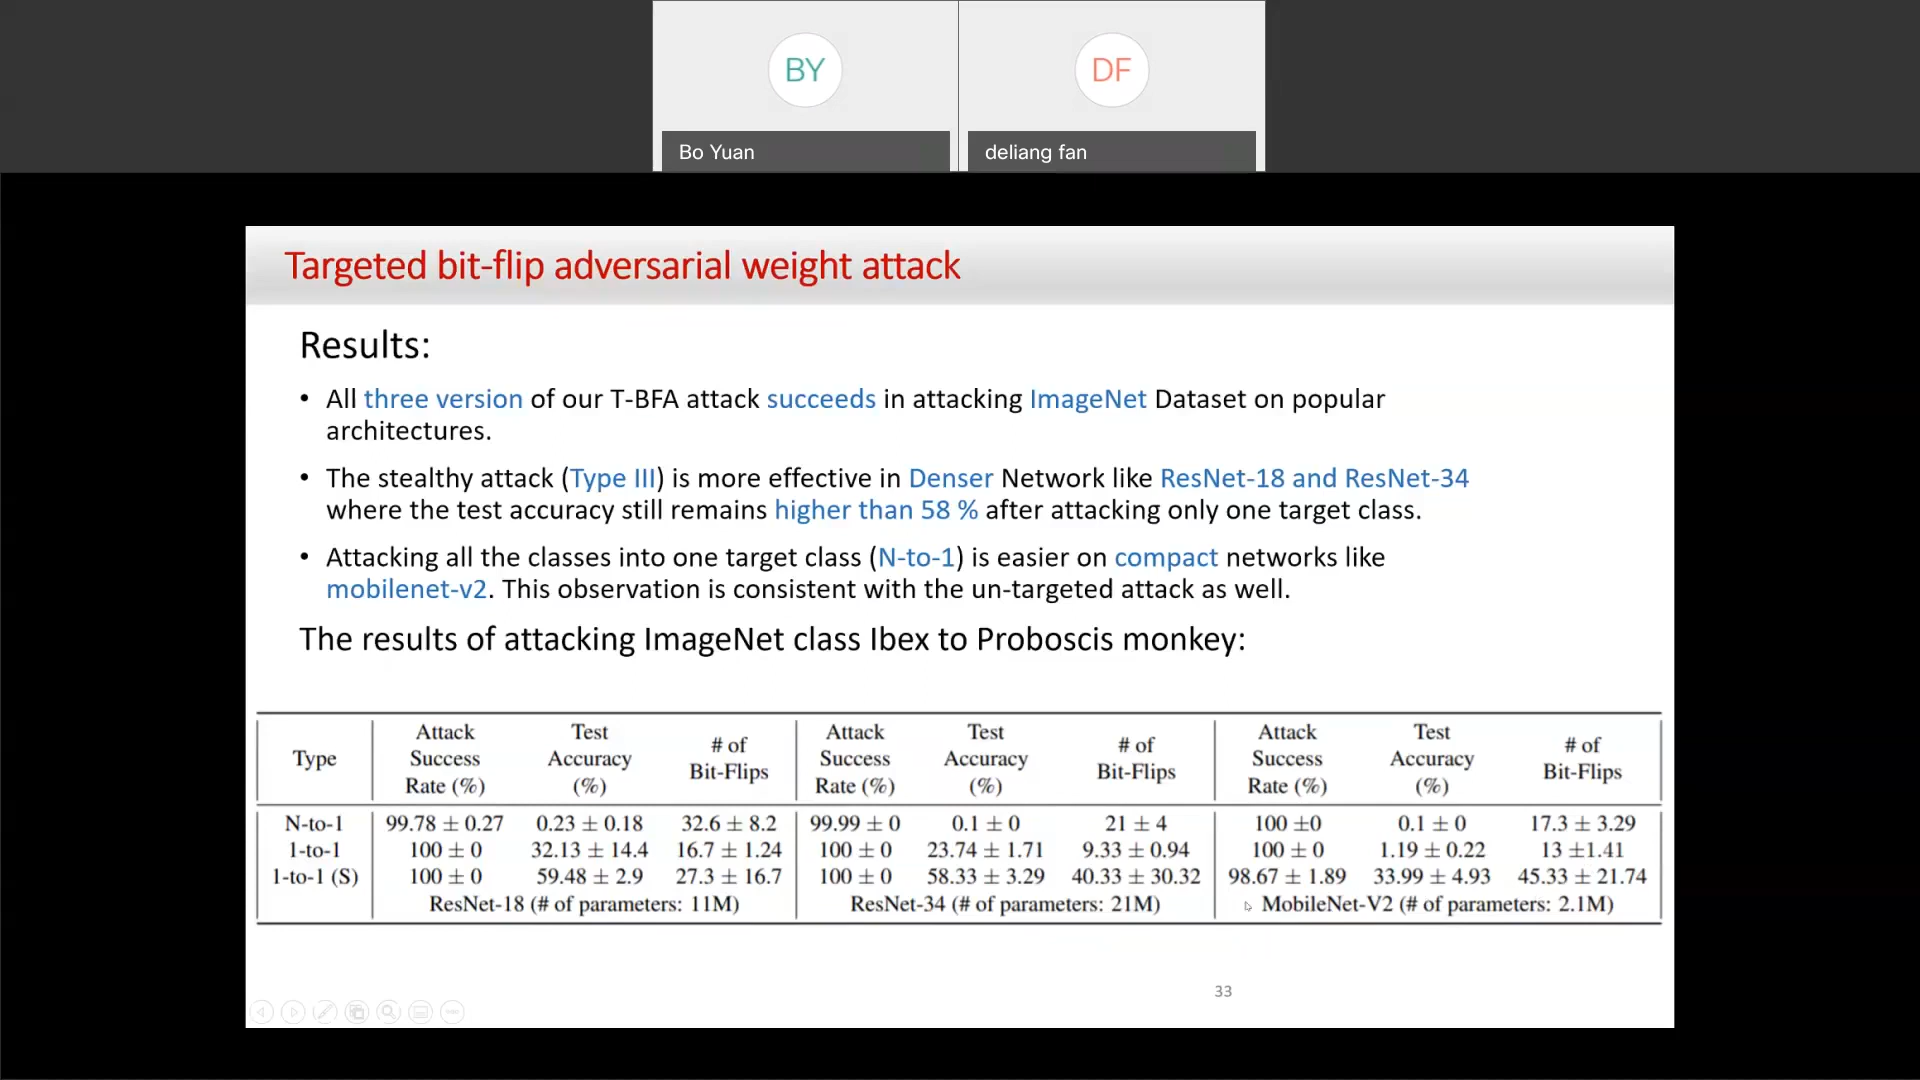 BY
DF
Bo Yuan
deliang fan
Targeted bit-flip adversarial weight attack
Results:
• All three version of our T-BFA attack succeeds in attacking ImageNet Dataset on popular
architectures.
• The stealthy attack (Type III) is more effective in Denser Network like ResNet-18 and ResNet-34
where the test accuracy still remains higher than 58 % after attacking only one target class.
• Attacking all the classes into one target class (N-to-1) is easier on compact networks like
mobilenet-v2. This observation is consistent with the un-targeted attack as well.
The results of attacking ImageNet class Ibex to Proboscis monkey:
Type Attack Success Rate (%) Test Accuracy (%) # of Bit-Flips Attack Success Rate (%) Test Accuracy (%) # of Bit-Flips Attack Success Rate (%) Test Accuracy (%) # of Bit-Flips
N-to-1 99.78 ± 0.27 0.23 ± 0.18 32.6 ± 8.2 99.99 ± 0 0.1 ± 0 21 ± 4 100 ±0 0.1 ± 0 17.3 ± 3.29
1-to-1 100 ± 0 32.13 ± 14.4 16.7 ± 1.24 100 ± 0 23.74 ± 1.71 9.33 ± 0.94 100 ± 0 1.19 ± 0.22 13 ±1.41
1-to-1 (S) 100 ± 0 59.48 ± 2.9 27.3 ± 16.7 100 ± 0 58.33 ± 3.29 40.33 ± 30.32 98.67 ± 1.89 33.99 ± 4.93 45.33 ± 21.74
ResNet-18 (# of parameters: 11M) ResNet-34 (# of parameters: 21M) MobileNet-V2 (# of parameters: 2.1M)
33